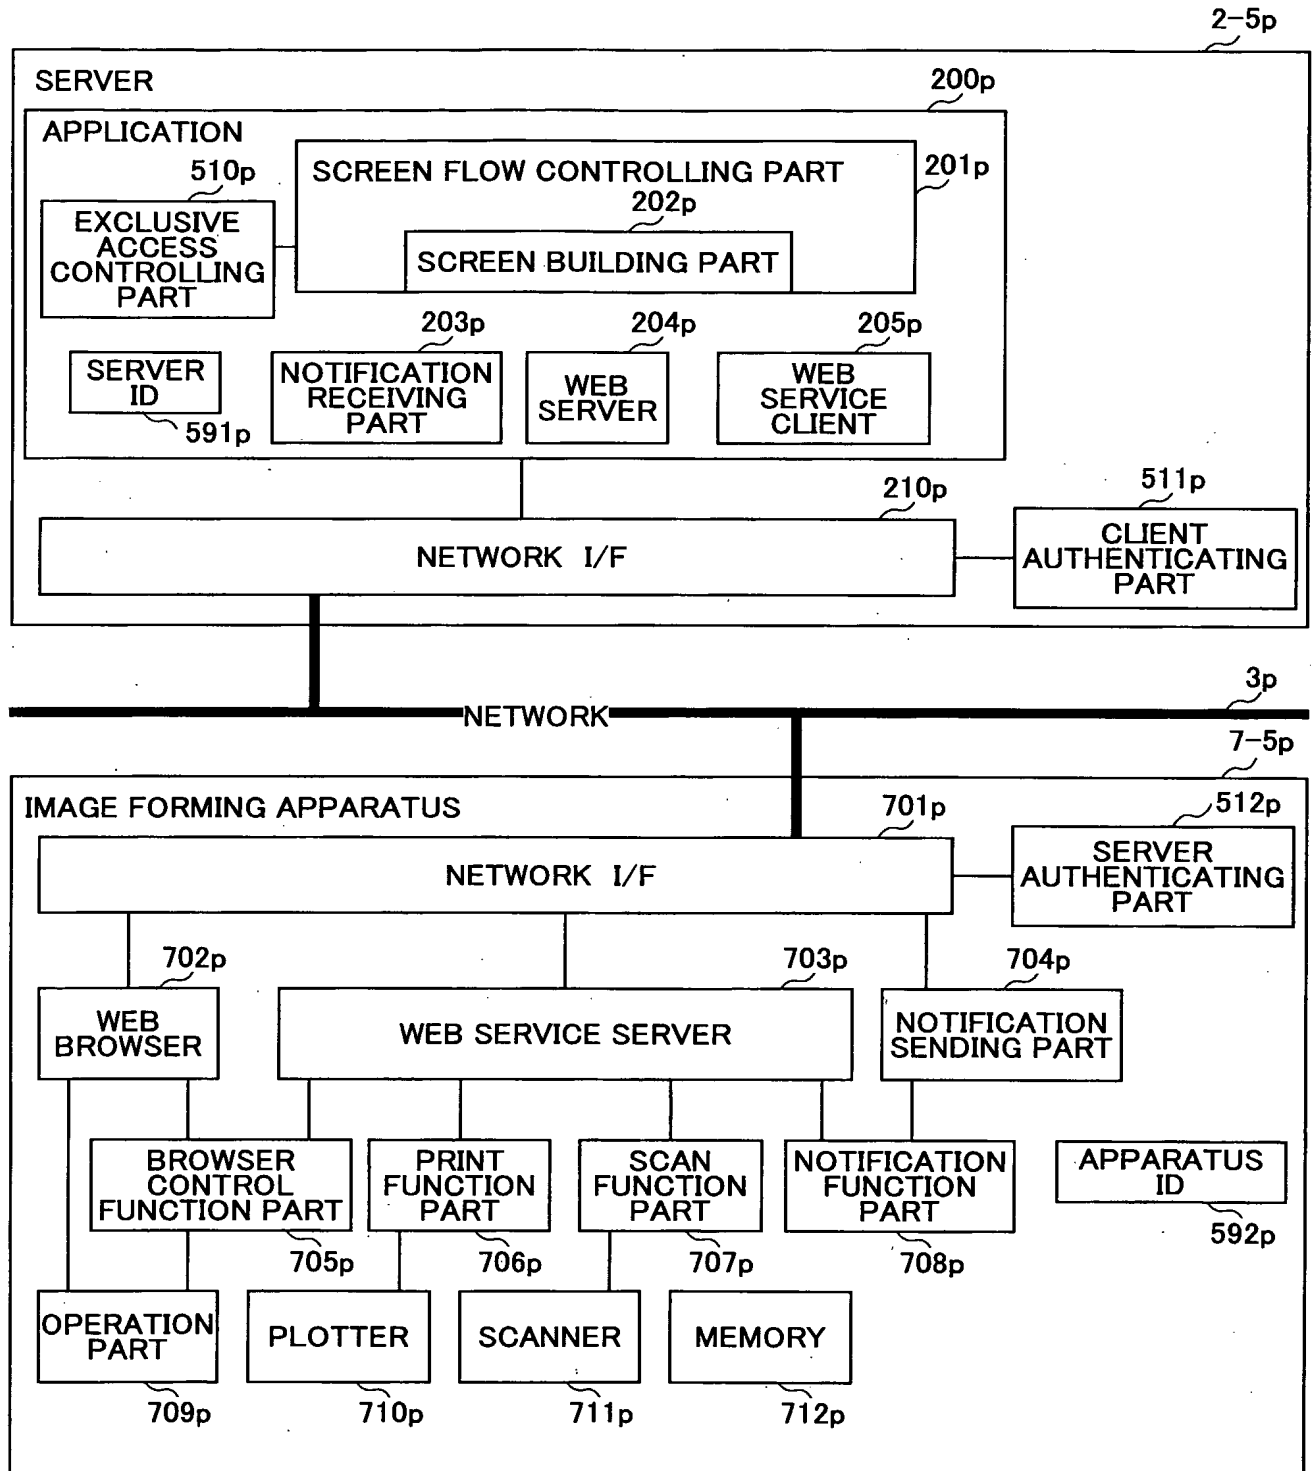 2-5p
SERVER
200p
APPLICATION
510p
SCREEN FLOW CONTROLLING PART
201p
202p
EXCLUSIVE
ACCESS
CONTROLLING
PART
SCREEN BUILDING PART
203p
204p
205p
SERVER
ID
591p
NOTIFICATION
RECEIVING
PART
WEB
SERVER
WEB
SERVICE
CLIENT
210p
511p
NETWORK I/F
CLIENT
AUTHENTICATING
PART
3p
NETWORK
7-5p
IMAGE FORMING APPARATUS
701p
512p
NETWORK I/F
SERVER
AUTHENTICATING
PART
702p
703p
704p
WEB
BROWSER
WEB SERVICE SERVER
NOTIFICATION
SENDING PART
BROWSER
CONTROL
FUNCTION PART
PRINT
FUNCTION
PART
SCAN
FUNCTION
PART
NOTIFICATION
FUNCTION
PART
APPARATUS
ID
705p
706p
707p
708p
592p
OPERATION
PART
PLOTTER
SCANNER
MEMORY
709p
710p
711p
712p